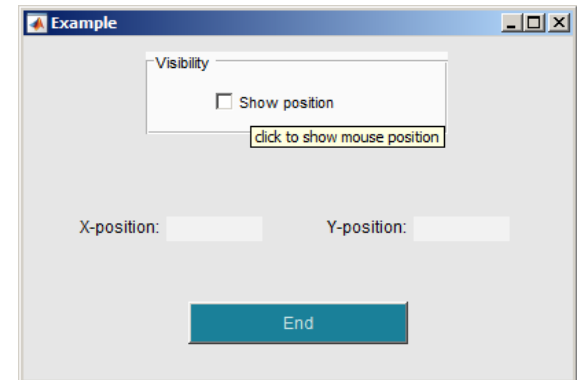 Example
Visibility
Show position
click to show mouse position
X-position:
Y-position:
End